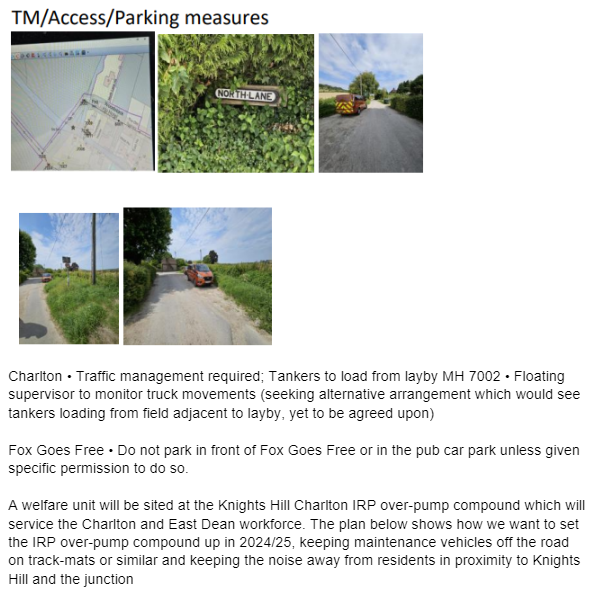 TM/Access/Parking measures
NORTH-LANE
Charlton • Traffic management required; Tankers to load from layby MH 7002 • Floating
supervisor to monitor truck movements (seeking alternative arrangement which would see
tankers loading from field adjacent to layby, yet to be agreed upon)
Fox Goes Free • Do not park in front of Fox Goes Free or in the pub car park unless given
specific permission to do so.
A welfare unit will be sited at the Knights Hill Charlton IRP over-pump compound which will
service the Charlton and East Dean workforce. The plan below shows how we want to set
the IRP over-pump compound up in 2024/25, keeping maintenance vehicles off the road
on track-mats or similar and keeping the noise away from residents in proximity to Knights
Hill and the junction